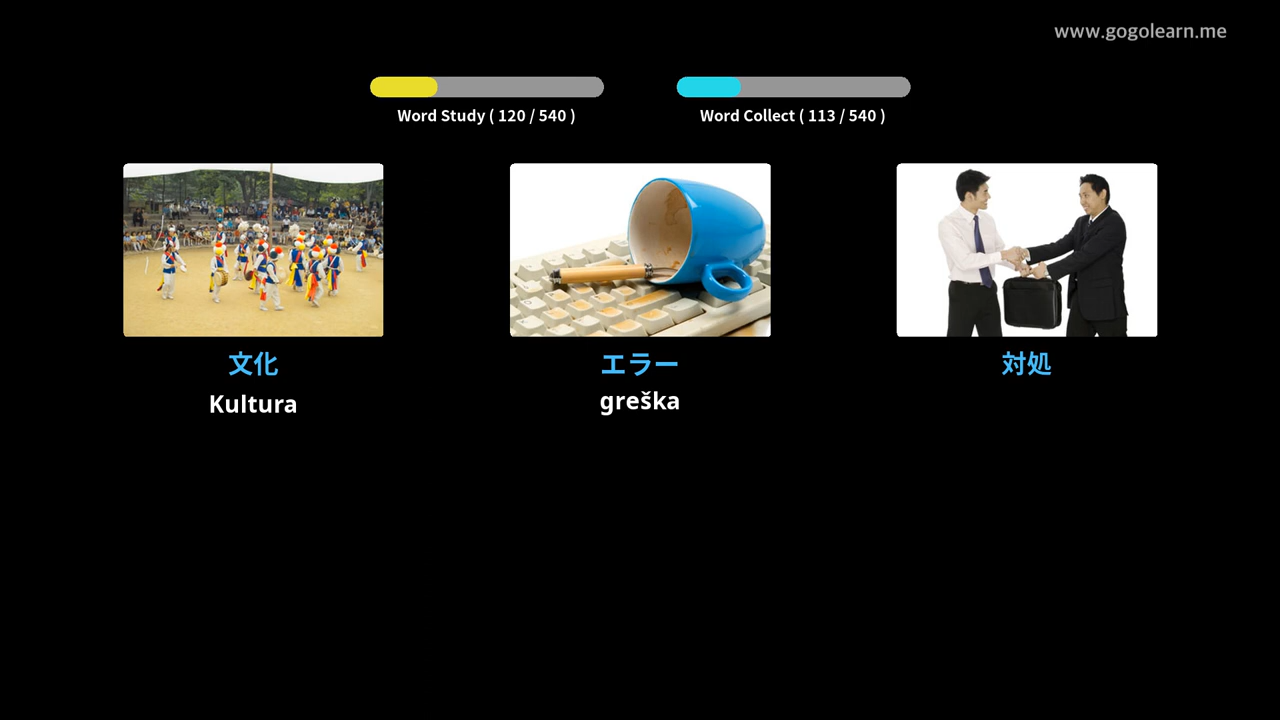 www.gogolearn.me
Word Study ( 120 / 540 )
Word Collect ( 113 / 540 )
文化
エラー
対処
Kultura
greška